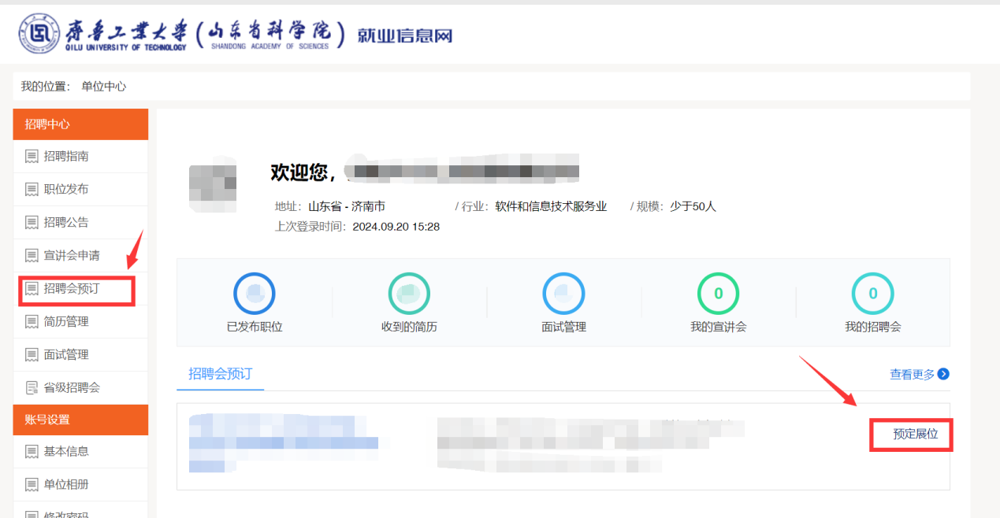 齐鲁工业大学(山东省科学院) 就业信息网
QILU UNIVERSITY OF TECHNOLOGY SHANDONG ACADEMY OF SCIENCES
我的位置: 单位中心
招聘中心
招聘指南
职位发布
招聘公告
宣讲会申请
招聘会预订
简历管理
面试管理
省级招聘会
账号设置
基本信息
单位相册
修改密码
欢迎您,
地址: 山东省 - 济南市 / 行业: 软件和信息技术服务业 / 规模: 少于50人
上次登录时间: 2024.09.20 15:28
0 0
已发布职位 收到的简历 面试管理 我的宣讲会 我的招聘会
招聘会预订 查看更多
预定展位